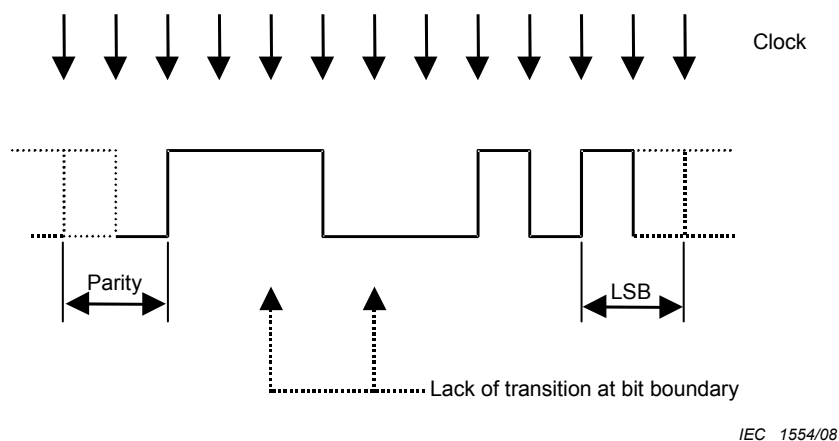 Clock
Parity
LSB
Lack of transition at bit boundary
IEC 1554/08